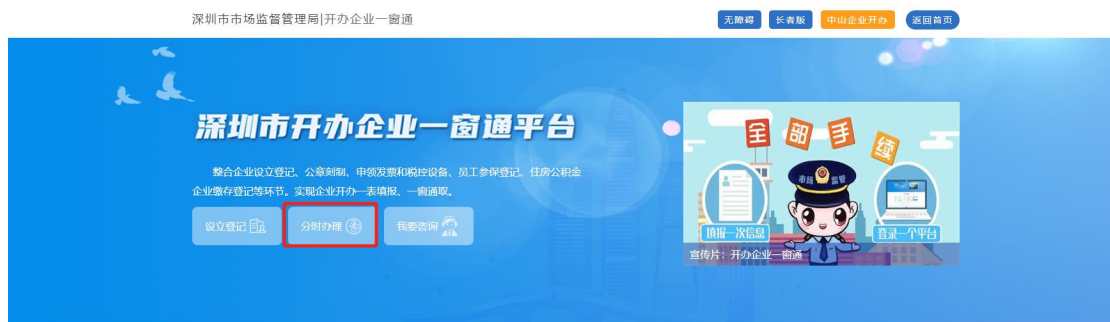 深圳市市场监督管理局|开办企业一窗通
无障碍 长者版 中山企业开办 返回首页
深圳市开办企业一窗通平台
整合企业设立登记、公章刻制、申领发票和税控设备、员工参保登记、住房公积金
企业缴存登记等环节。实现企业开办一表填报、一窗通取。
设立登记 分时办理 我要咨询
全部手续
市场监管
填报一次信息 登录一个平台
宣传片：开办企业一窗通